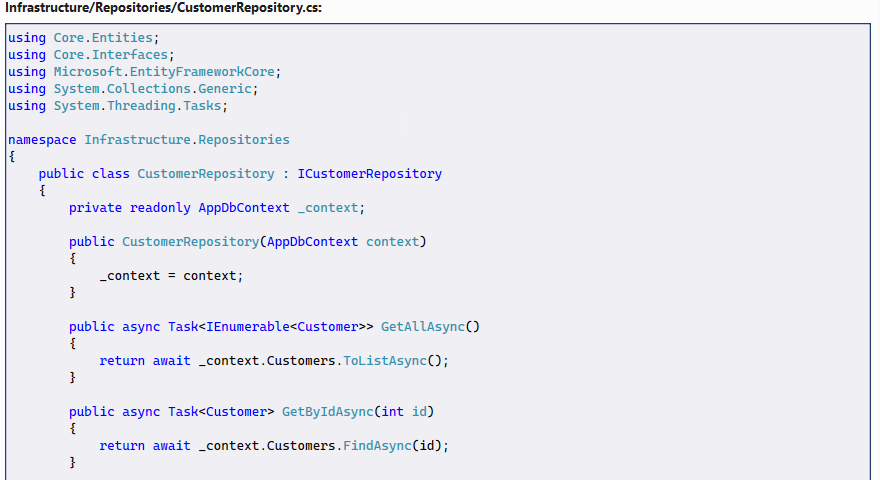 Infrastructure/Repositories/CustomerRepository.cs:
using Core.Entities;
using Core.Interfaces;
using Microsoft.EntityFrameworkCore;
using System.Collections.Generic;
using System.Threading.Tasks;
namespace Infrastructure.Repositories
{
    public class CustomerRepository : ICustomerRepository
    {
        private readonly AppDbContext _context;
        public CustomerRepository(AppDbContext context)
        {
            _context = context;
        }
        public async Task<IEnumerable<Customer>> GetAllAsync()
        {
            return await _context.Customers.ToListAsync();
        }
        public async Task<Customer> GetByIdAsync(int id)
        {
            return await _context.Customers.FindAsync(id);
        }